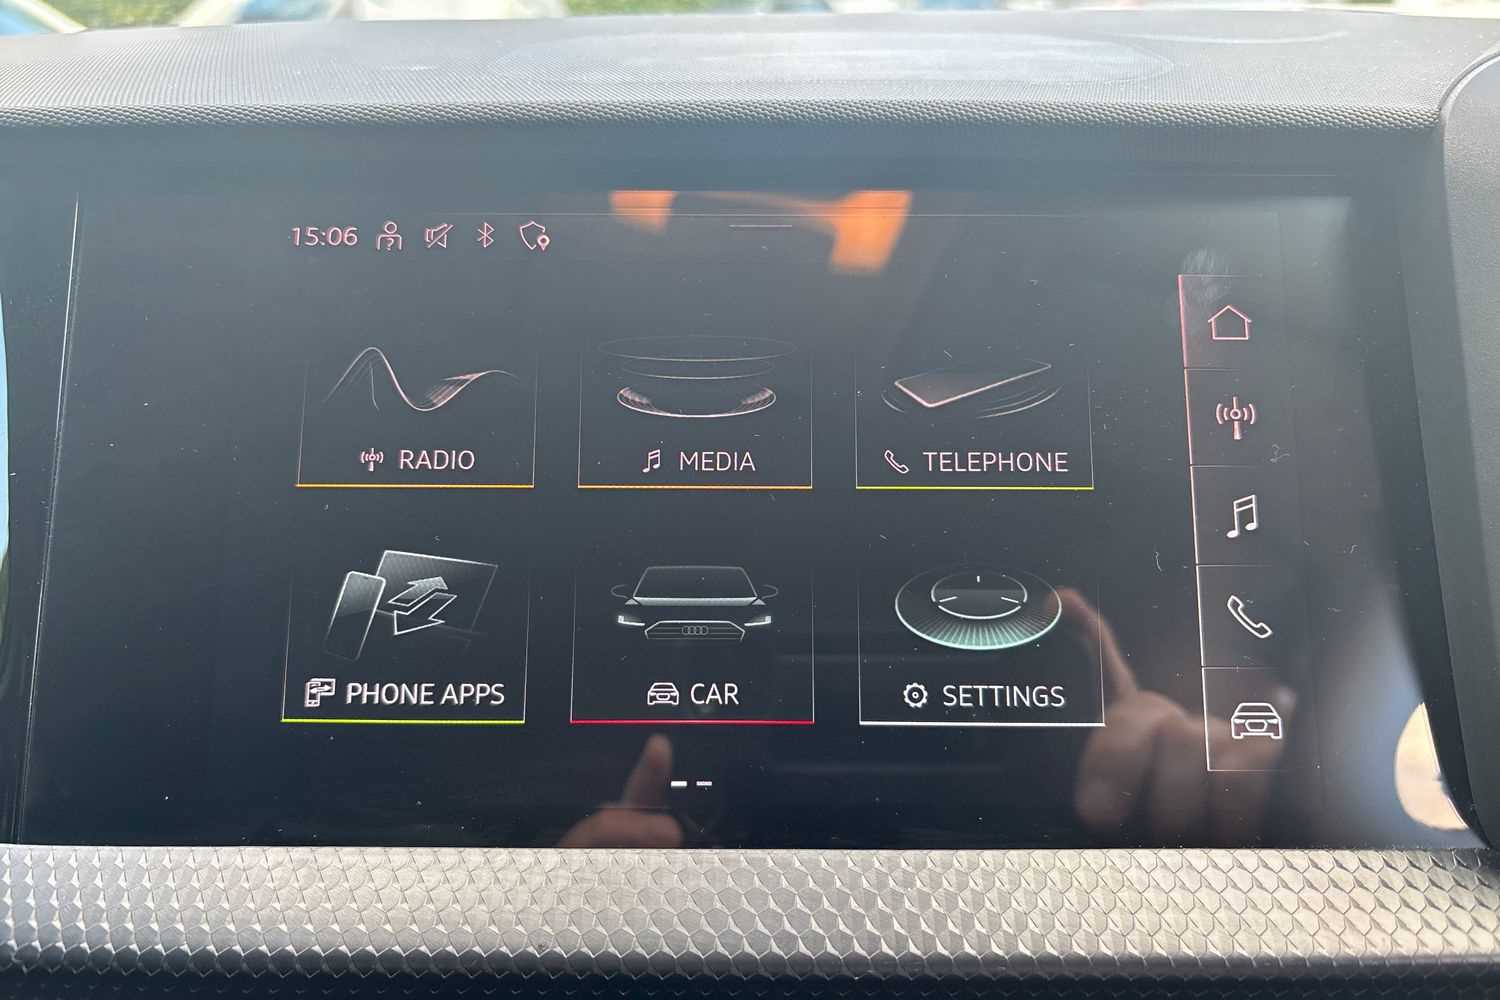 15:06
RADIO
MEDIA
TELEPHONE
PHONE APPS
CAR
SETTINGS